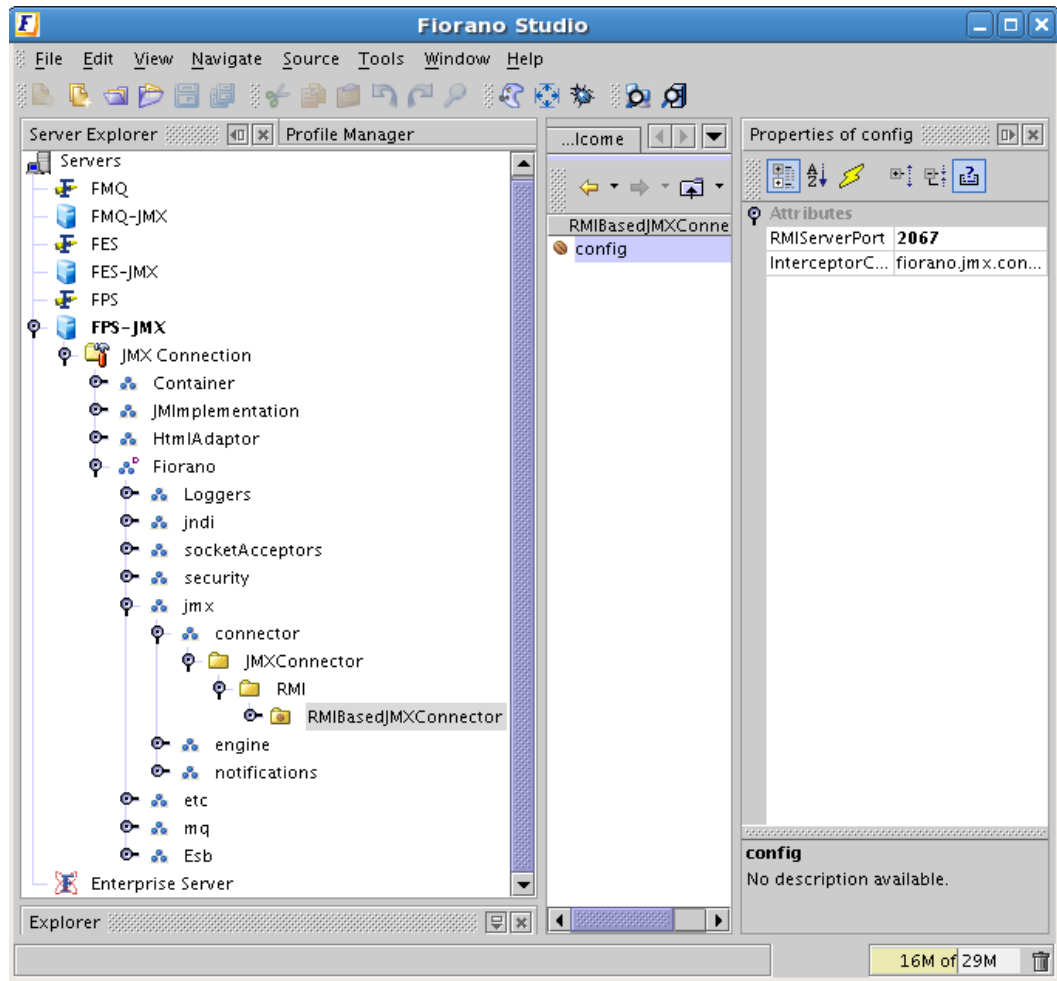 Fiorano Studio
File Edit View Navigate Source Tools Window Help
Server Explorer
Profile Manager
Servers
FMQ
FMQ-JMX
FES
FES-JMX
FPS
FPS-JMX
JMX Connection
Container
JMImplementation
HtmlAdaptor
Fiorano
Loggers
jndi
socketAcceptors
security
jmx
connector
JMXConnector
RMI
RMIBasedJMXConnector
engine
notifications
etc
mq
Esb
Enterprise Server
Explorer
...lcome
RMIBasedJMXConne
config
Properties of config
Attributes
RMIServerPort 2067
InterceptorC... fiorano.jmx.con...
config
No description available.
16M of 29M